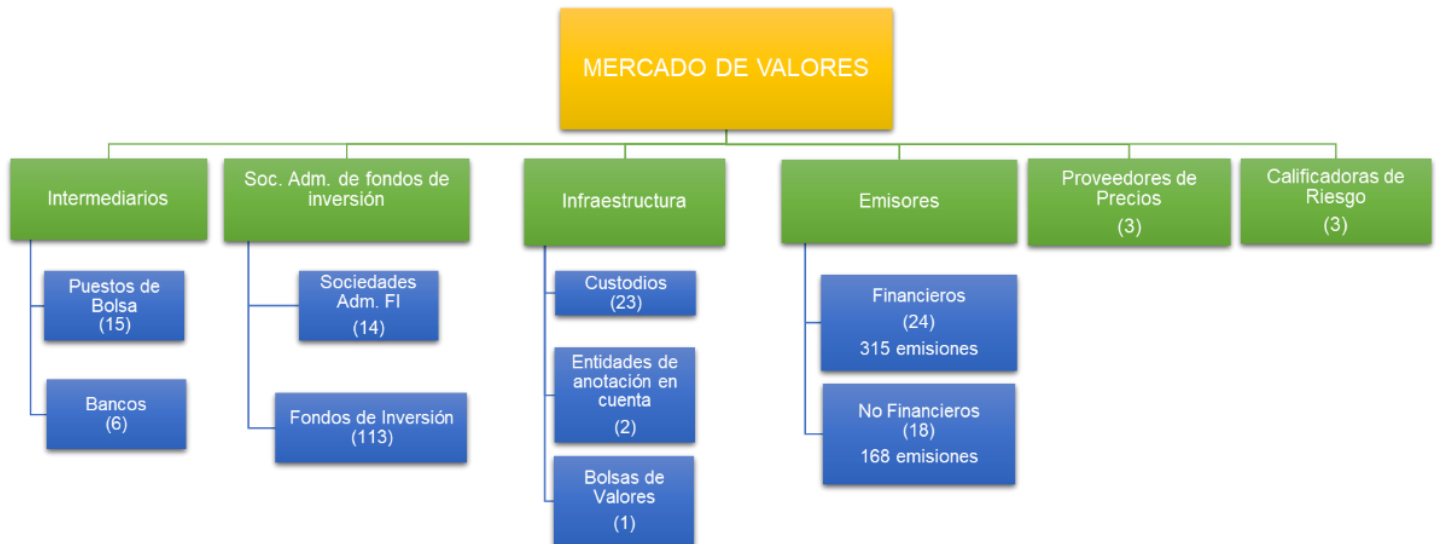 MERCADO DE VALORES
Intermediarios
Puestos de
Bolsa
(15)
Bancos
(6)
Soc. Adm. de fondos de
inversión
Sociedades
Adm. FI
(14)
Fondos de Inversión
(113)
Infraestructura
Custodios
(23)
Entidades de
anotación en
cuenta
(2)
Bolsas de
Valores
(1)
Emisores
Financieros
(24)
315 emisiones
No Financieros
(18)
168 emisiones
Proveedores de
Precios
(3)
Calificadoras de
Riesgo
(3)